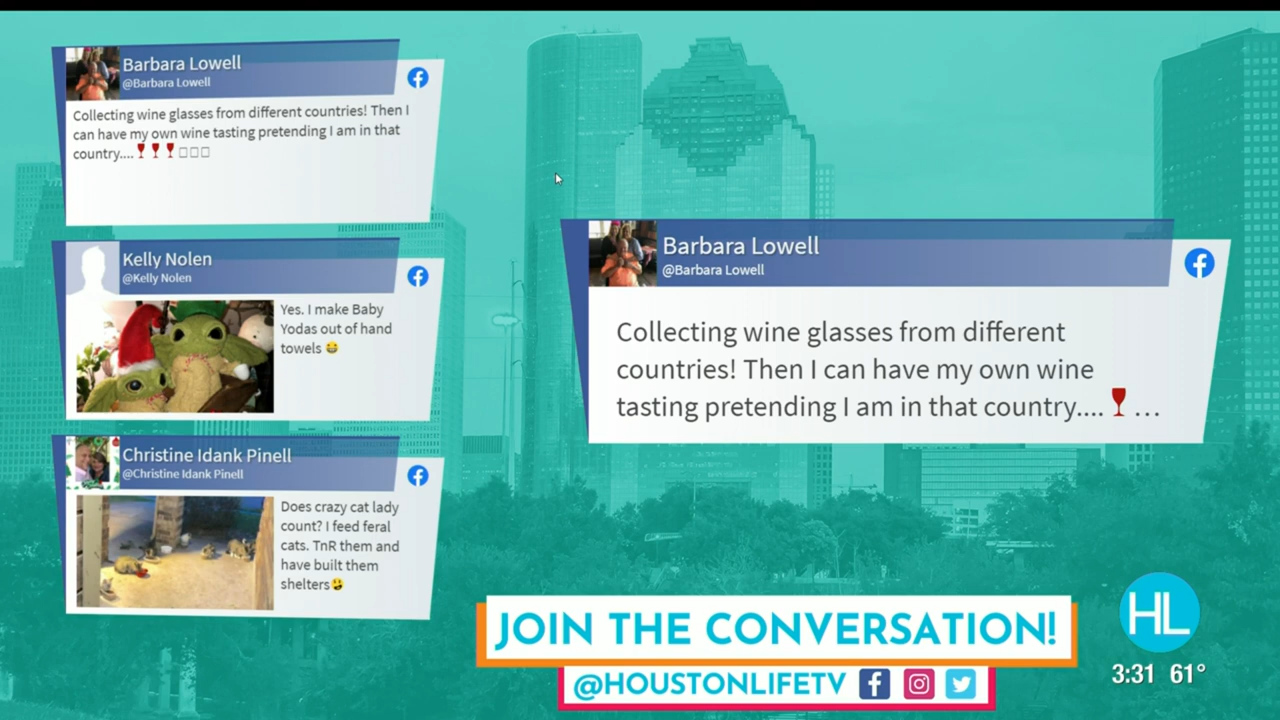 Barbara Lowell
@Barbara Lowell
Collecting wine glasses from different countries! Then I
can have my own wine tasting pretending I am in that
country.... 🍷🍷🍷□□□
Kelly Nolen
@Kelly Nolen
Yes. I make Baby
Yodas out of hand
towels 😂
Christine Idank Pinell
@Christine Idank Pinell
Does crazy cat lady
count? I feed feral
cats. TnR them and
have built them
shelters🤪
Barbara Lowell
@Barbara Lowell
Collecting wine glasses from different
countries! Then I can have my own wine
tasting pretending I am in that country.... 🍷...
JOIN THE CONVERSATION!
@HOUSTONLIFETV
HL
3:31 61°